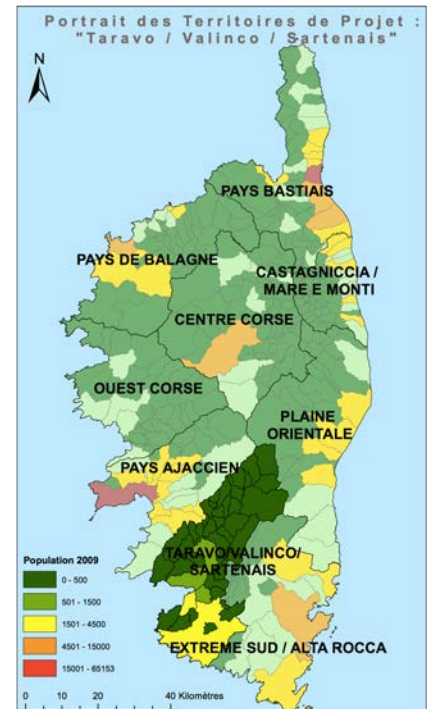 Portrait des Territoires de Projet :
"Taravo / Valinco / Sartenais"
N
PAYS BASTIAIS
PAYS DE BALAGNE
CASTAGNICCIA /
MARE E MONTI
CENTRE CORSE
OUEST CORSE
PLAINE
ORIENTALE
PAYS AJACCIEN
TARAVO/VALINCO/
SARTENAIS
EXTREME SUD / ALTA ROCCA
Population 2009
0 - 500
501 - 1500
1501 - 4500
4501 - 15000
15001 - 65153
0 10 20 40 Kilomètres